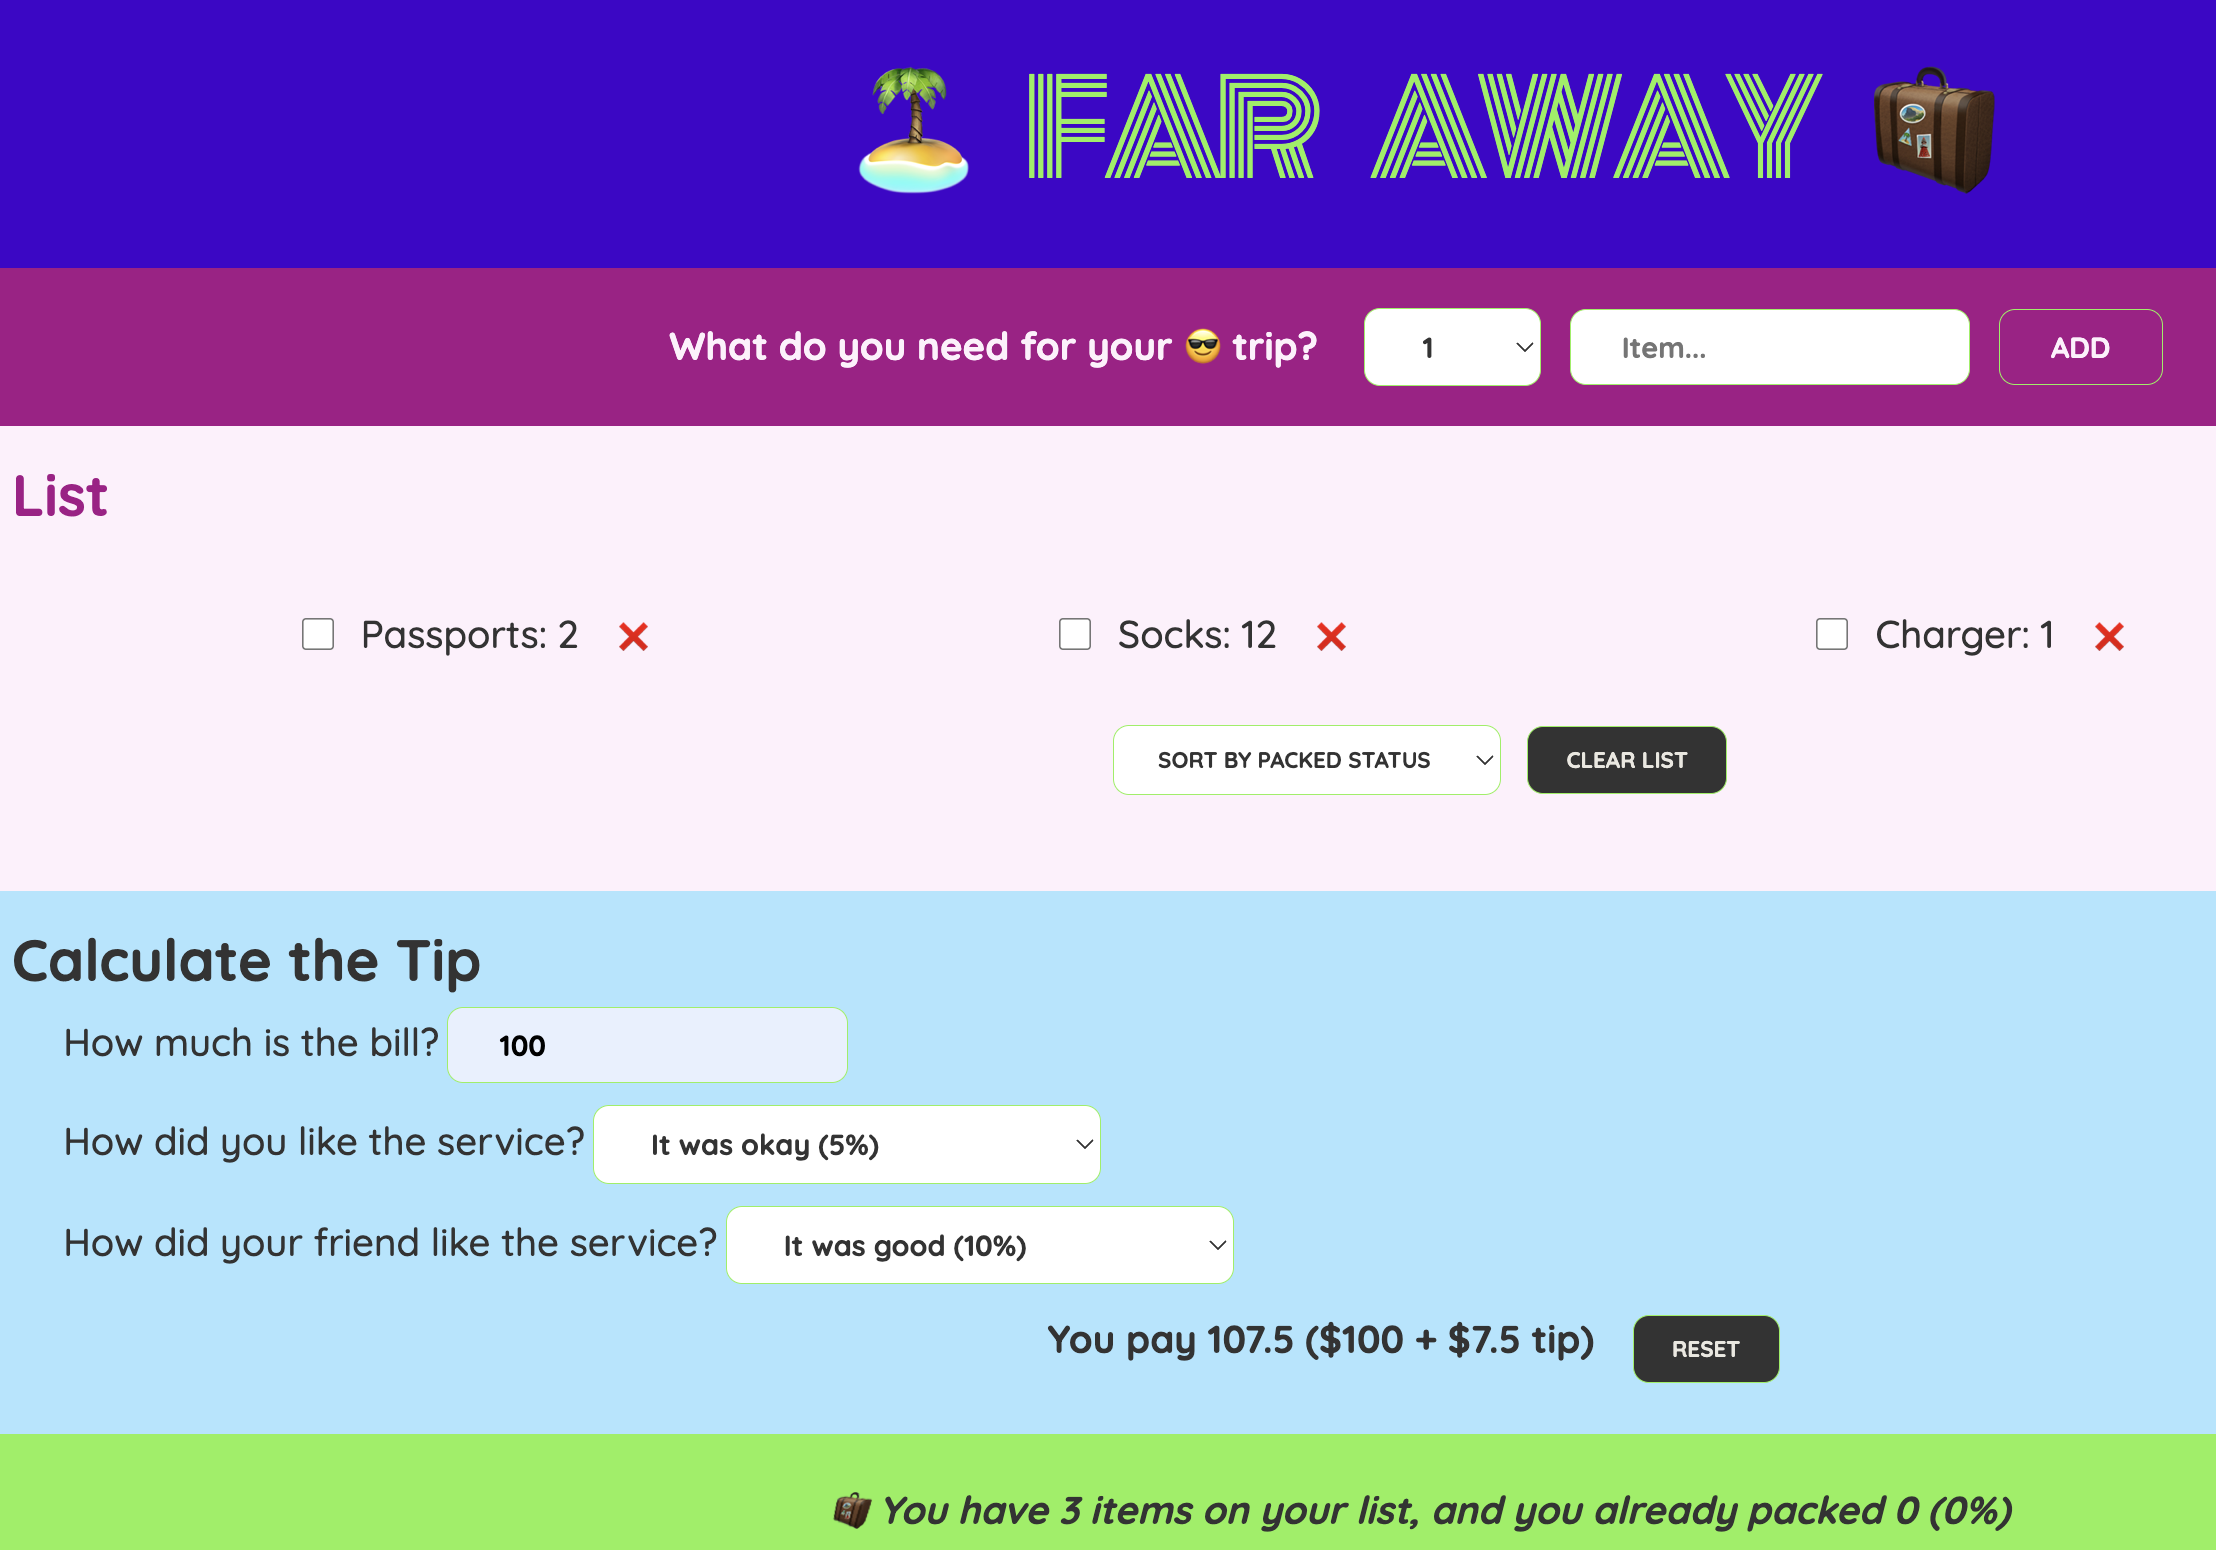 FAR AWAY
What do you need for your 😎 trip? 1 Item... ADD
List
Passports: 2 ❌ Socks: 12 ❌ Charger: 1 ❌
SORT BY PACKED STATUS CLEAR LIST
Calculate the Tip
How much is the bill? 100
How did you like the service? It was okay (5%)
How did your friend like the service? It was good (10%)
You pay 107.5 ($100 + $7.5 tip) RESET
You have 3 items on your list, and you already packed 0 (0%)